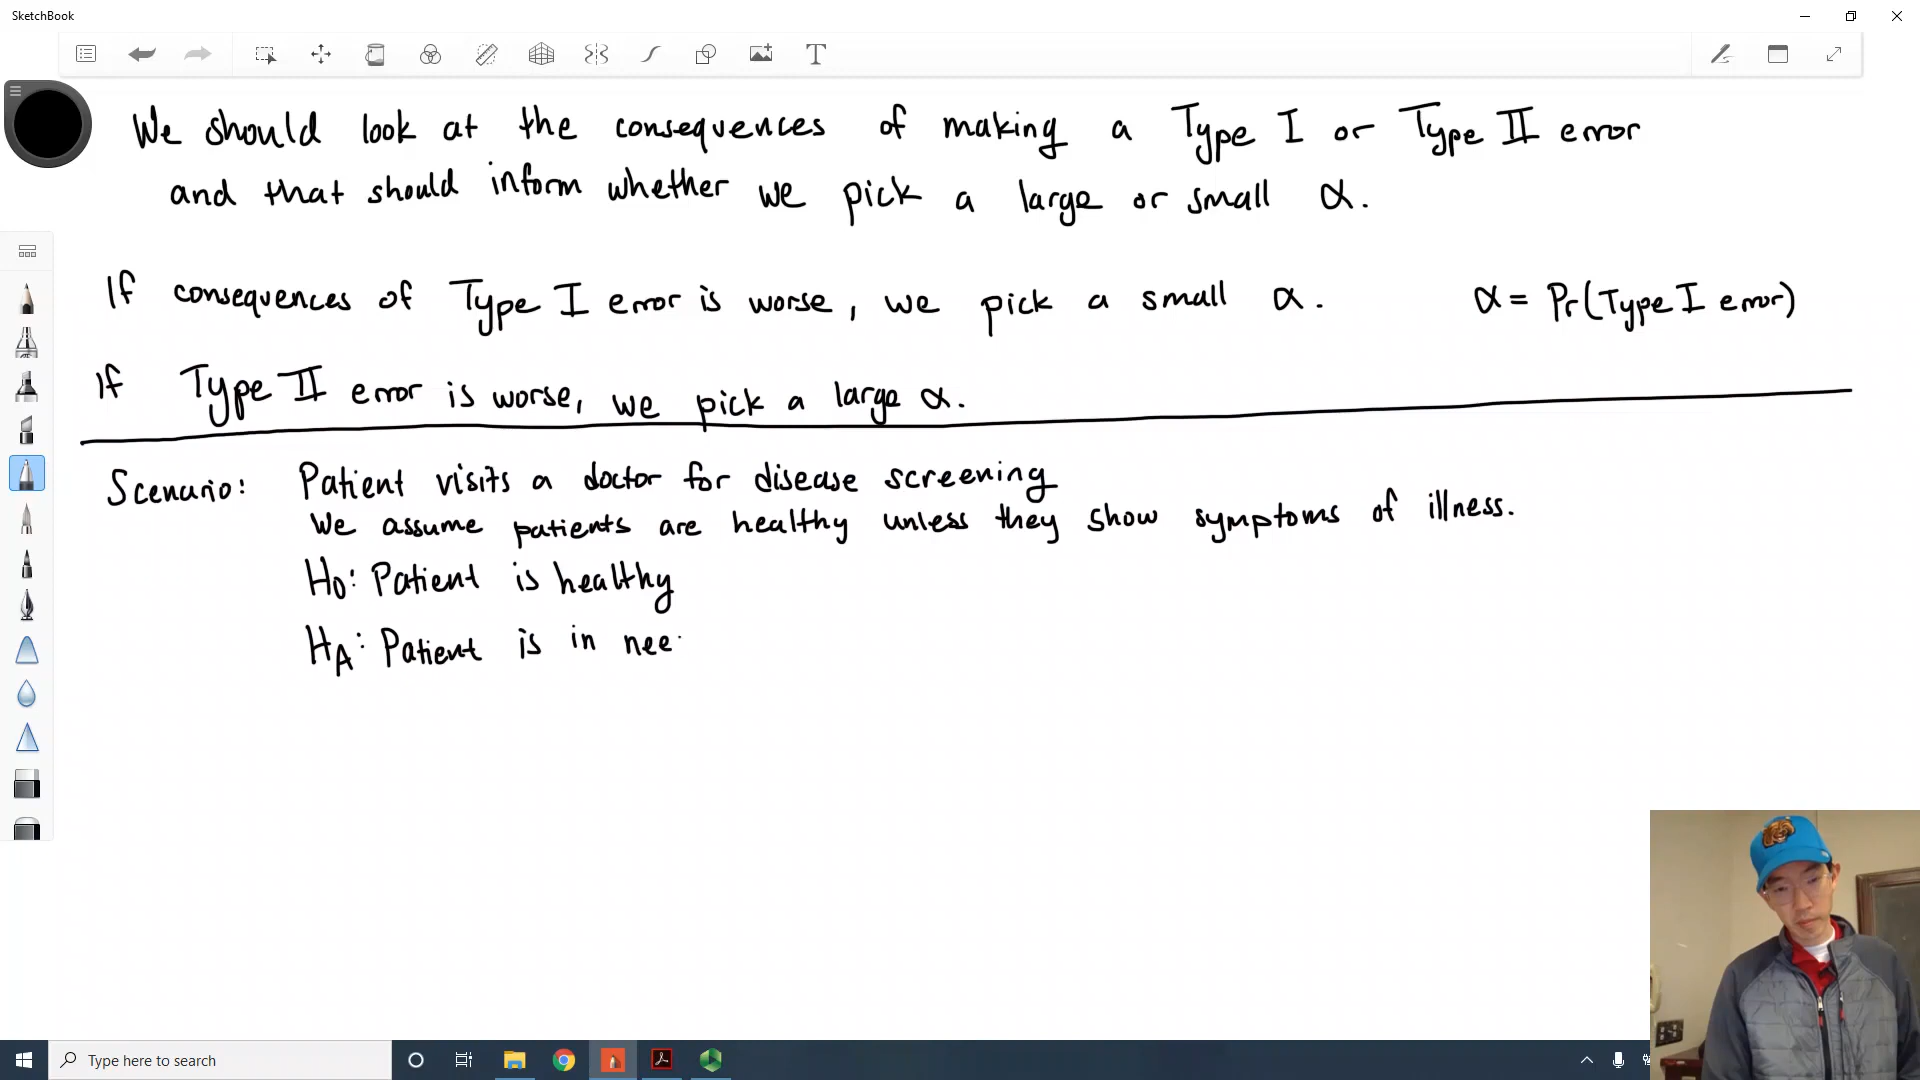 SketchBook
We should look at the consequences of making a Type I or Type II error
and that should inform whether we pick a large or small α.
If consequences of Type I error is worse, we pick a small α. α = Pr(Type I error)
If Type II error is worse, we pick a large α.
Scenario: Patient visits a doctor for disease screening
We assume patients are healthy unless they show symptoms of illness.
H₀: Patient is healthy
Hₐ: Patient is in nee
Type here to search